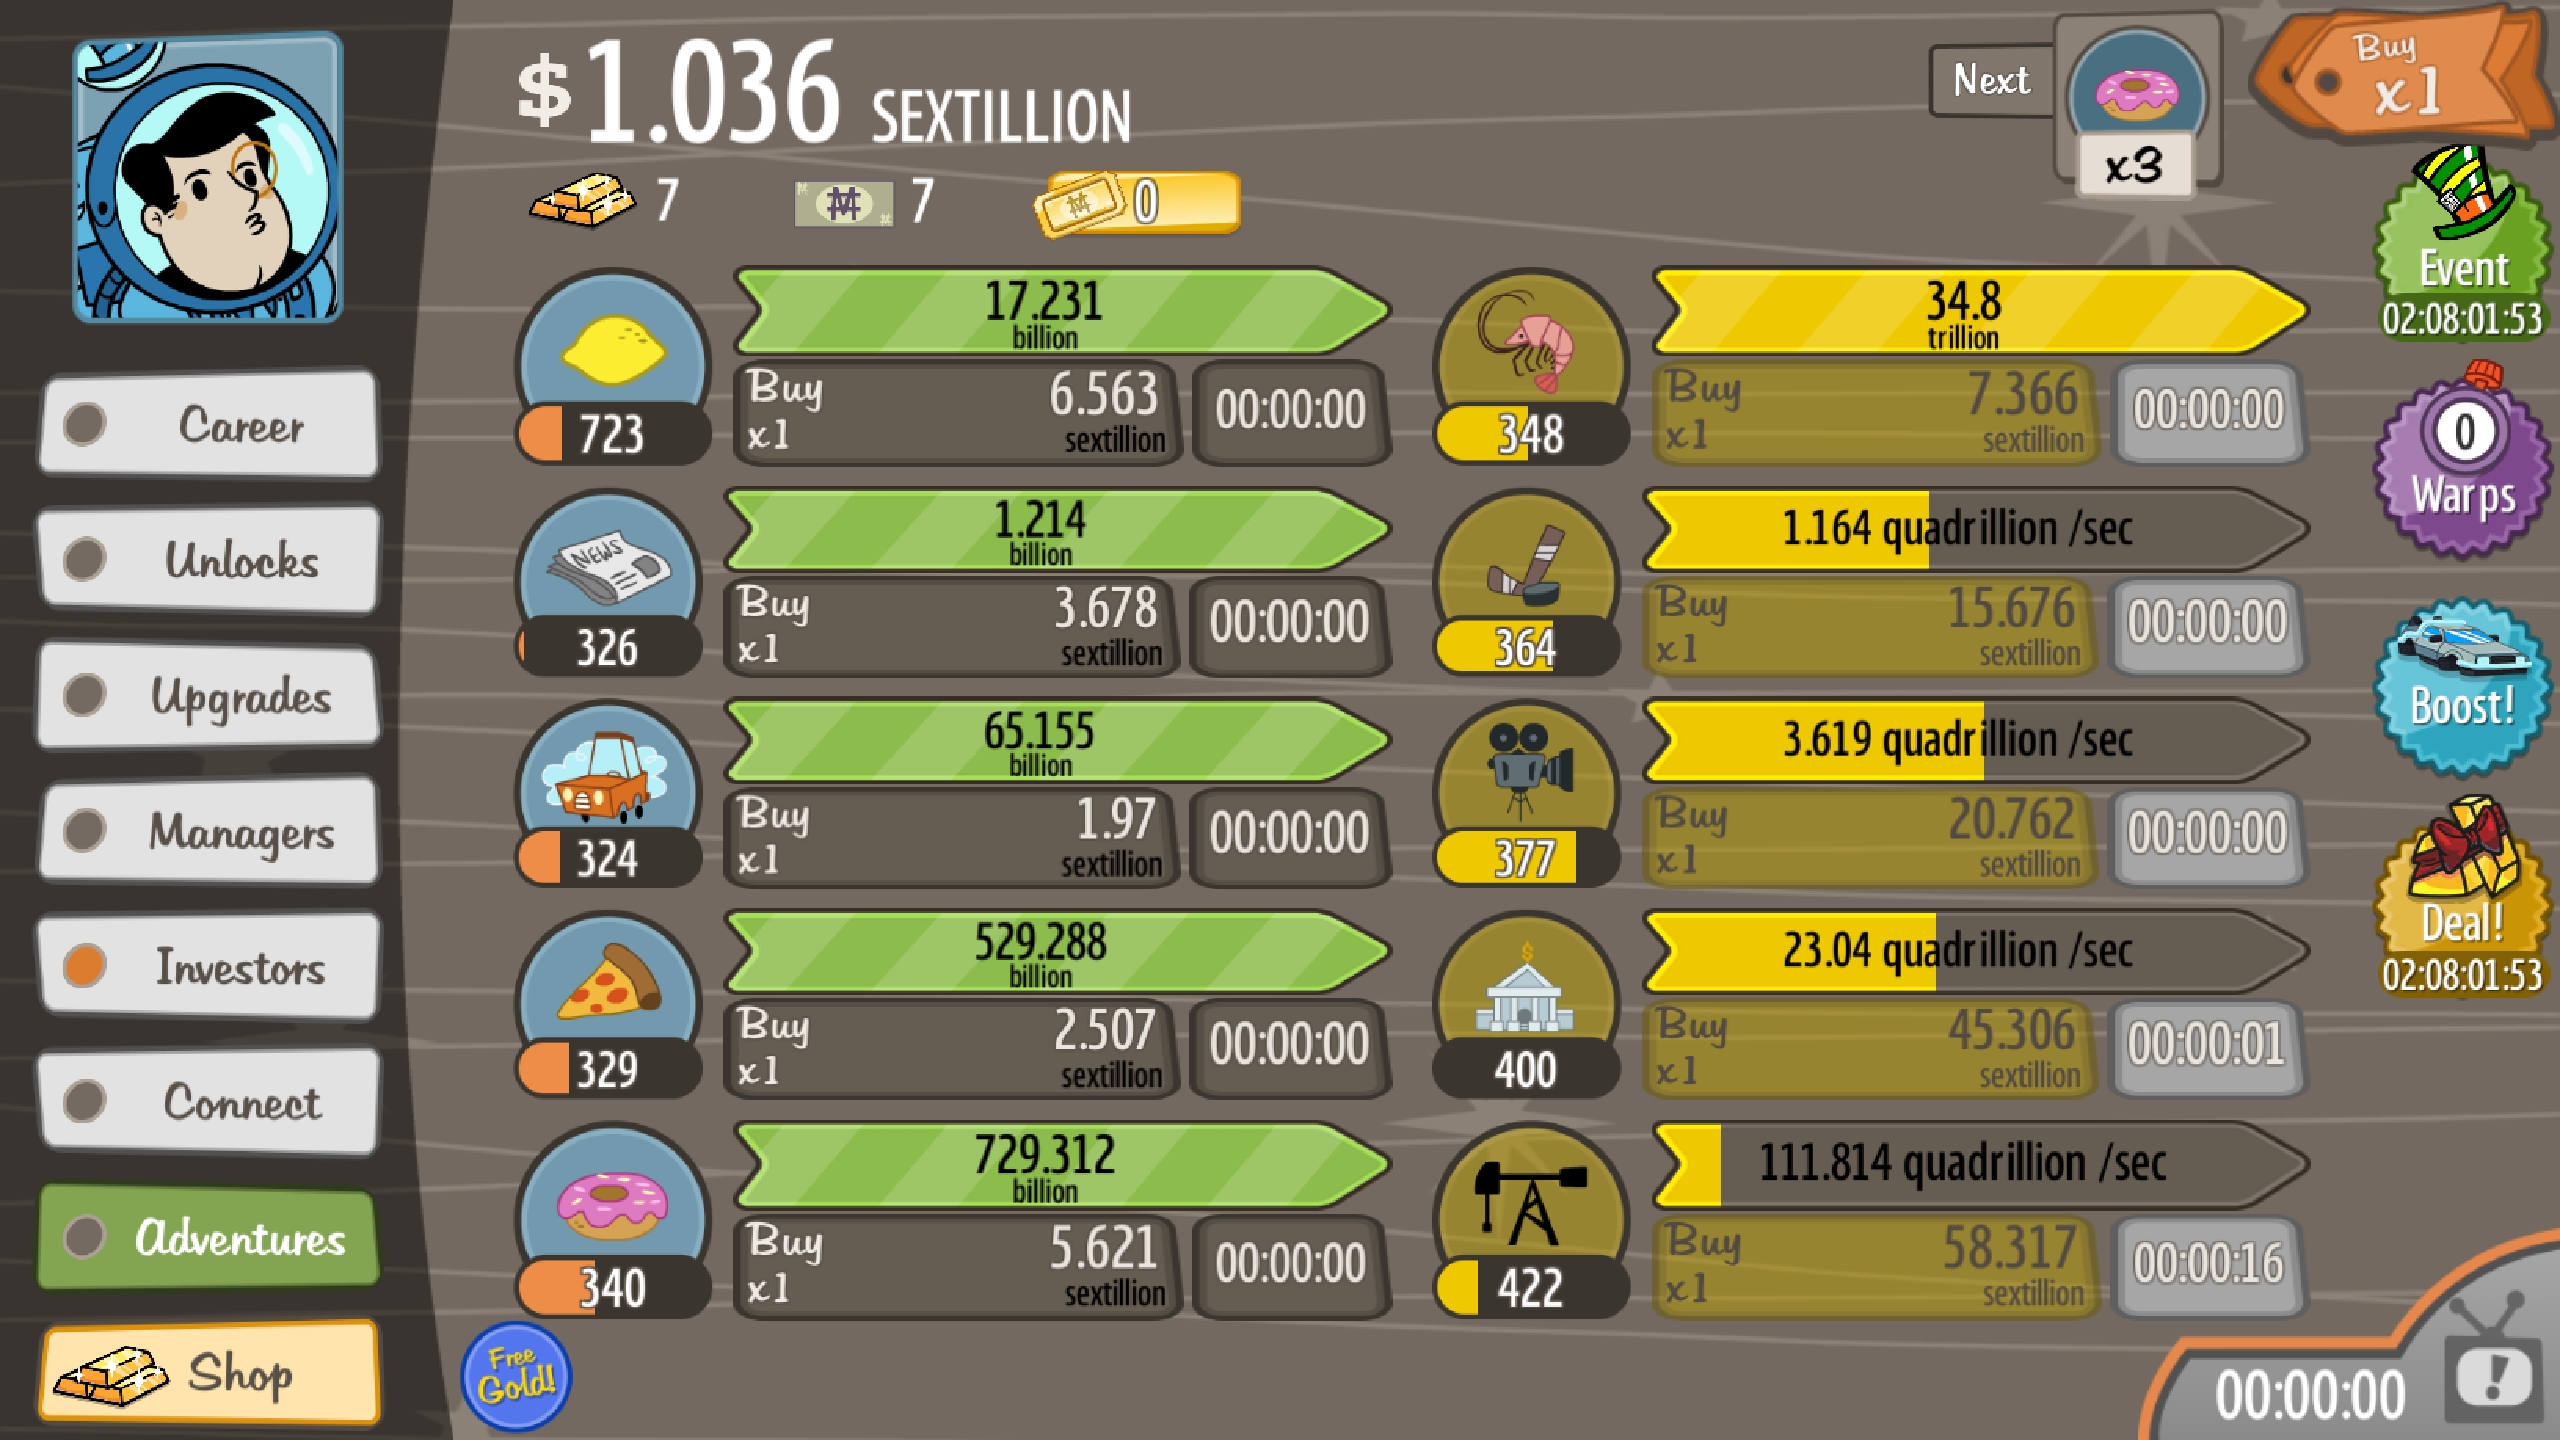 $1.036 SEXTILLION
Next
x3
Buy
x1
7
7
0
Event
02:08:01:53
0
Warps
Boost!
Deal!
02:08:01:53
Career
Unlocks
Upgrades
Managers
Investors
Connect
Adventures
Shop
Free
Gold!
17.231
billion
723
Buy
x1
6.563
sextillion
00:00:00
NEWS
1.214
billion
326
Buy
x1
3.678
sextillion
00:00:00
65.155
billion
324
Buy
x1
1.97
sextillion
00:00:00
529.288
billion
329
Buy
x1
2.507
sextillion
00:00:00
729.312
billion
340
Buy
x1
5.621
sextillion
00:00:00
34.8
trillion
348
Buy
x1
7.366
sextillion
00:00:00
1.164 quadrillion /sec
364
Buy
x1
15.676
sextillion
00:00:00
3.619 quadrillion /sec
377
Buy
x1
20.762
sextillion
00:00:00
23.04 quadrillion /sec
400
Buy
x1
45.306
sextillion
00:00:01
111.814 quadrillion /sec
422
Buy
x1
58.317
sextillion
00:00:16
00:00:00
!